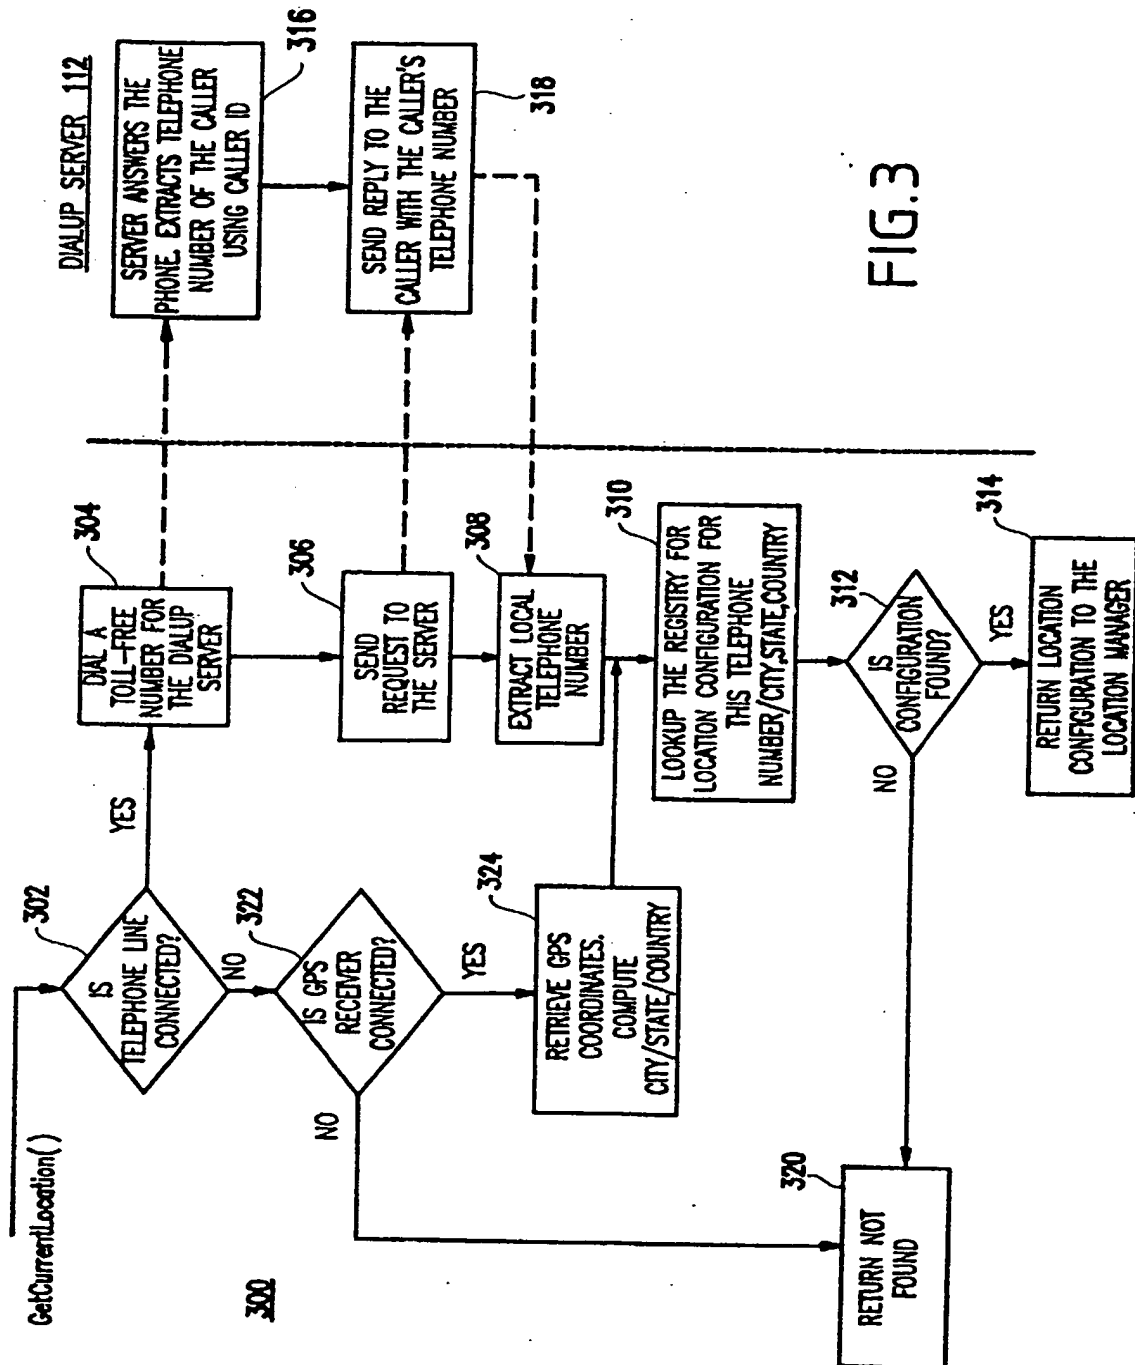 GetCurrentLocation()
300
302
IS
TELEPHONE LINE
CONNECTED?
YES
NO
304
DIAL A
TOLL-FREE
NUMBER FOR
THE DIALUP
SERVER
DIALUP SERVER 112
SERVER ANSWERS THE
PHONE. EXTRACTS TELEPHONE
NUMBER OF THE CALLER
USING CALLER ID
316
322
IS GPS
RECEIVER
CONNECTED?
NO
YES
306
SEND
REQUEST TO
THE SERVER
SEND REPLY TO THE
CALLER WITH THE CALLER'S
TELEPHONE NUMBER
318
324
RETRIEVE GPS
COORDINATES.
COMPUTE
CITY/STATE/COUNTRY
308
EXTRACT LOCAL
TELEPHONE
NUMBER
310
LOOKUP THE REGISTRY FOR
LOCATION CONFIGURATION FOR
THIS TELEPHONE
NUMBER/CITY,STATE,COUNTRY
312
IS
CONFIGURATION
FOUND?
NO
YES
320
RETURN NOT
FOUND
314
RETURN LOCATION
CONFIGURATION TO THE
LOCATION MANAGER
FIG.3